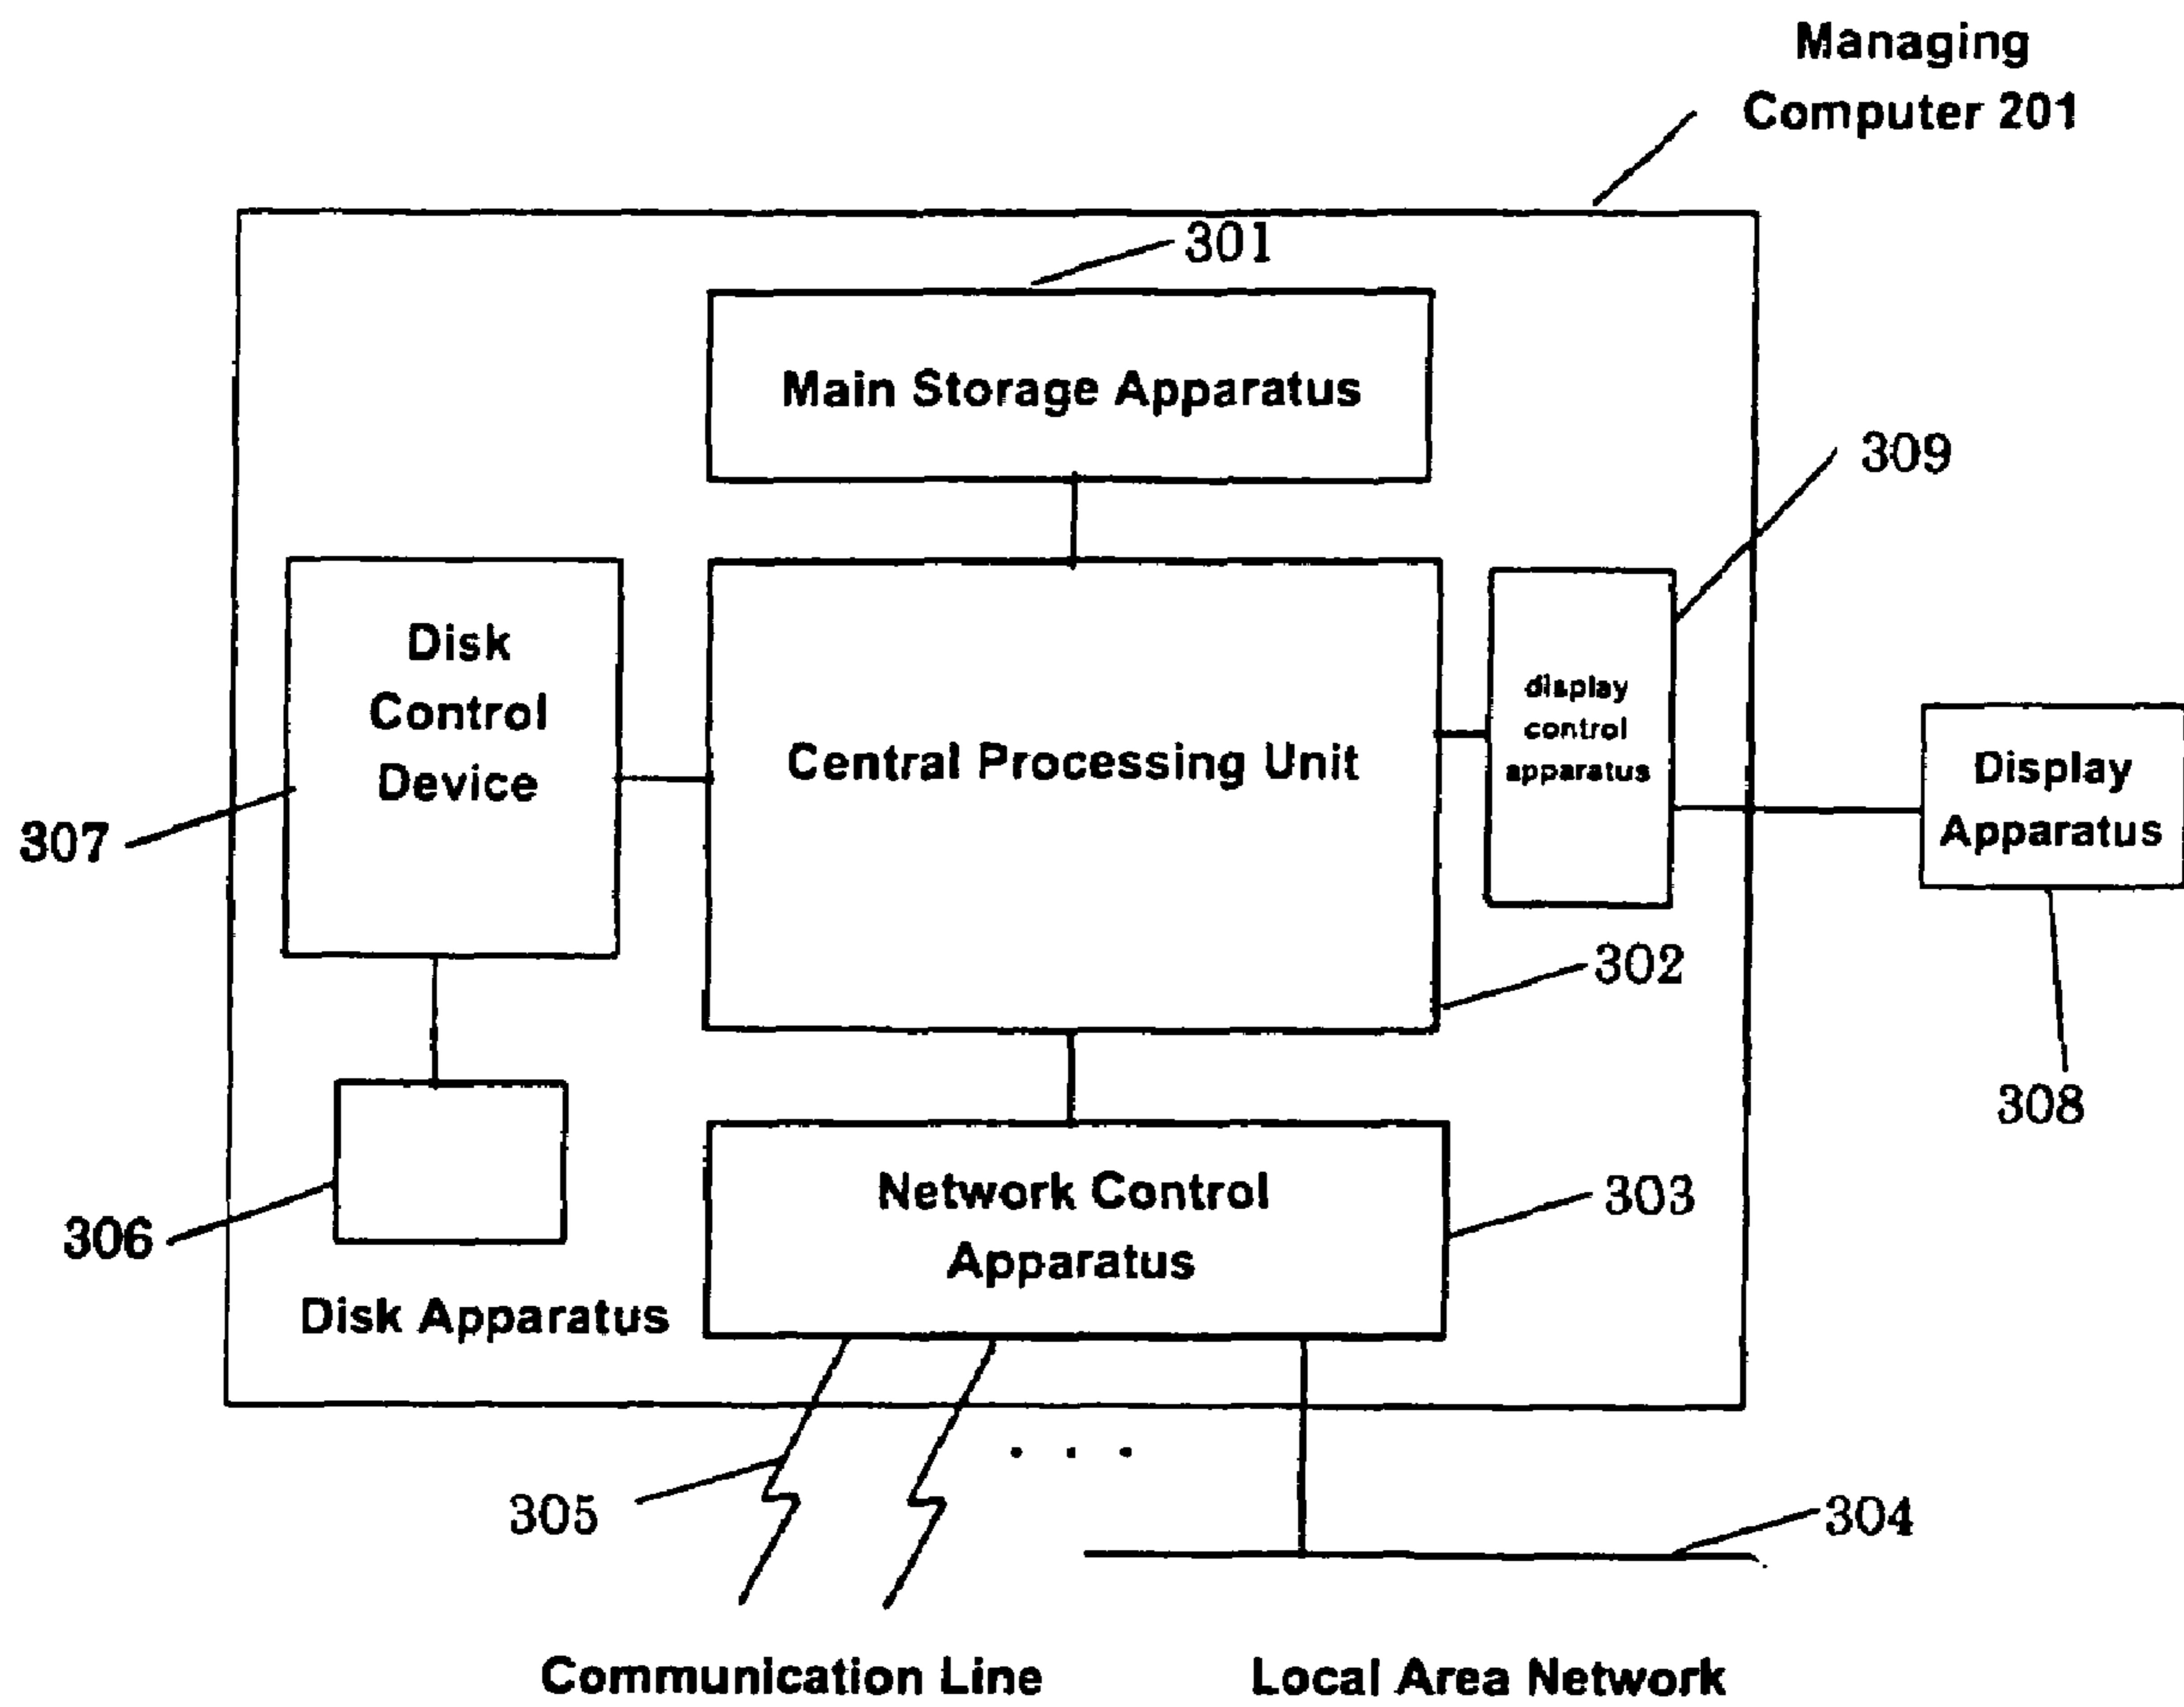 Managing
Computer 201
301
Main Storage Apparatus
309
Disk
Control
Device
Central Processing Unit
display
control
apparatus
Display
Apparatus
307
302
308
306
Network Control
Apparatus
303
Disk Apparatus
305
. . .
304
Communication Line
Local Area Network